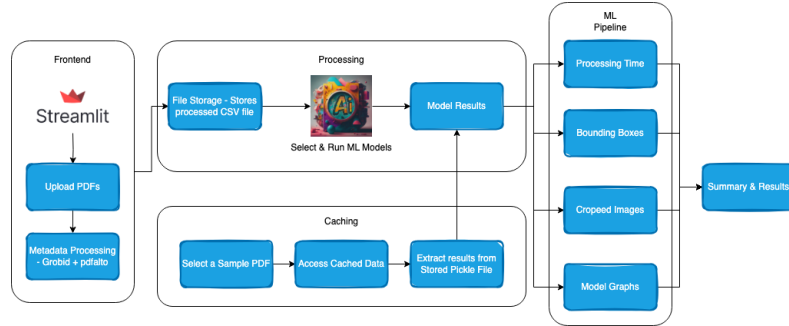 Frontend
Streamlit
Upload PDFs
Metadata Processing
- Grobid + pdfalto
Processing
File Storage - Stores
processed CSV file
Ai
Select & Run ML Models
Model Results
Caching
Select a Sample PDF
Access Cached Data
Extract results from
Stored Pickle File
ML
Pipeline
Processing Time
Bounding Boxes
Cropeed Images
Model Graphs
Summary & Results